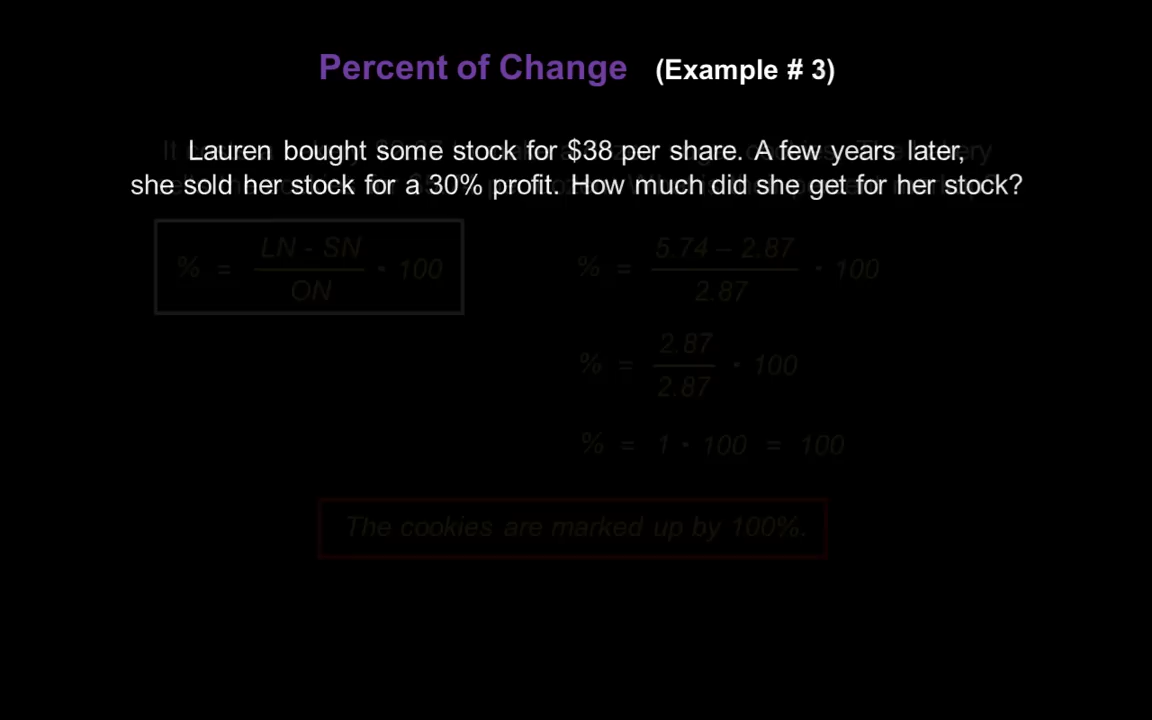 Percent of Change (Example # 3)
Lauren bought some stock for $38 per share. A few years later,
she sold her stock for a 30% profit. How much did she get for her stock?
% = LN - SN / ON · 100
% = 5.74 – 2.87 / 2.87 · 100
% = 2.87 / 2.87 · 100
% = 1 · 100 = 100
The cookies are marked up by 100%.